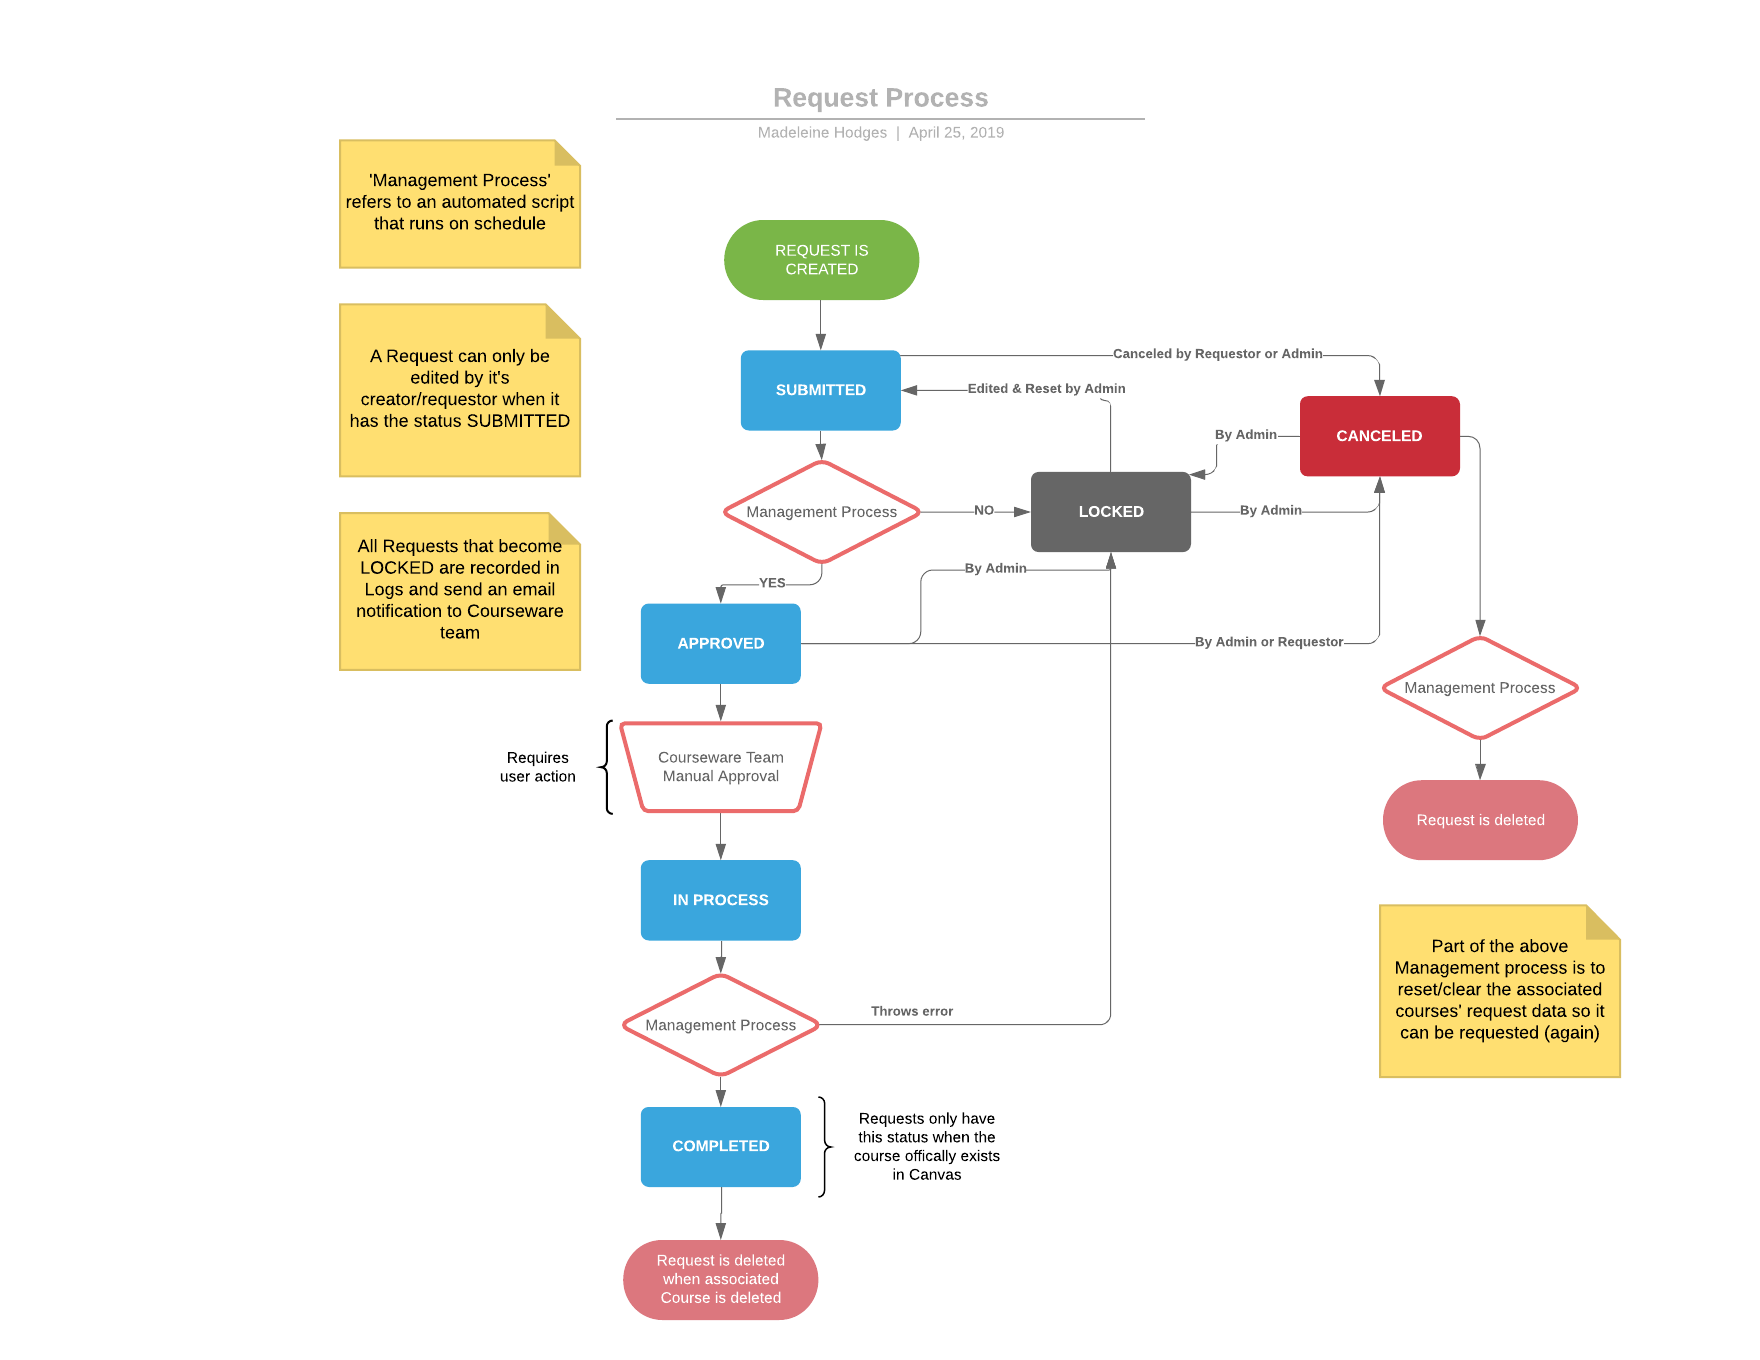 Request Process
Madeleine Hodges | April 25, 2019
'Management Process'
refers to an automated script
that runs on schedule
A Request can only be
edited by it's
creator/requestor when it
has the status SUBMITTED
All Requests that become
LOCKED are recorded in
Logs and send an email
notification to Courseware
team
REQUEST IS
CREATED
SUBMITTED
Canceled by Requestor or Admin
Edited & Reset by Admin
CANCELED
By Admin
Management Process
NO
LOCKED
By Admin
YES
By Admin
APPROVED
By Admin or Requestor
Management Process
Requires
user action
Courseware Team
Manual Approval
Request is deleted
IN PROCESS
Part of the above
Management process is to
reset/clear the associated
courses' request data so it
can be requested (again)
Throws error
Management Process
COMPLETED
Requests only have
this status when the
course offically exists
in Canvas
Request is deleted
when associated
Course is deleted